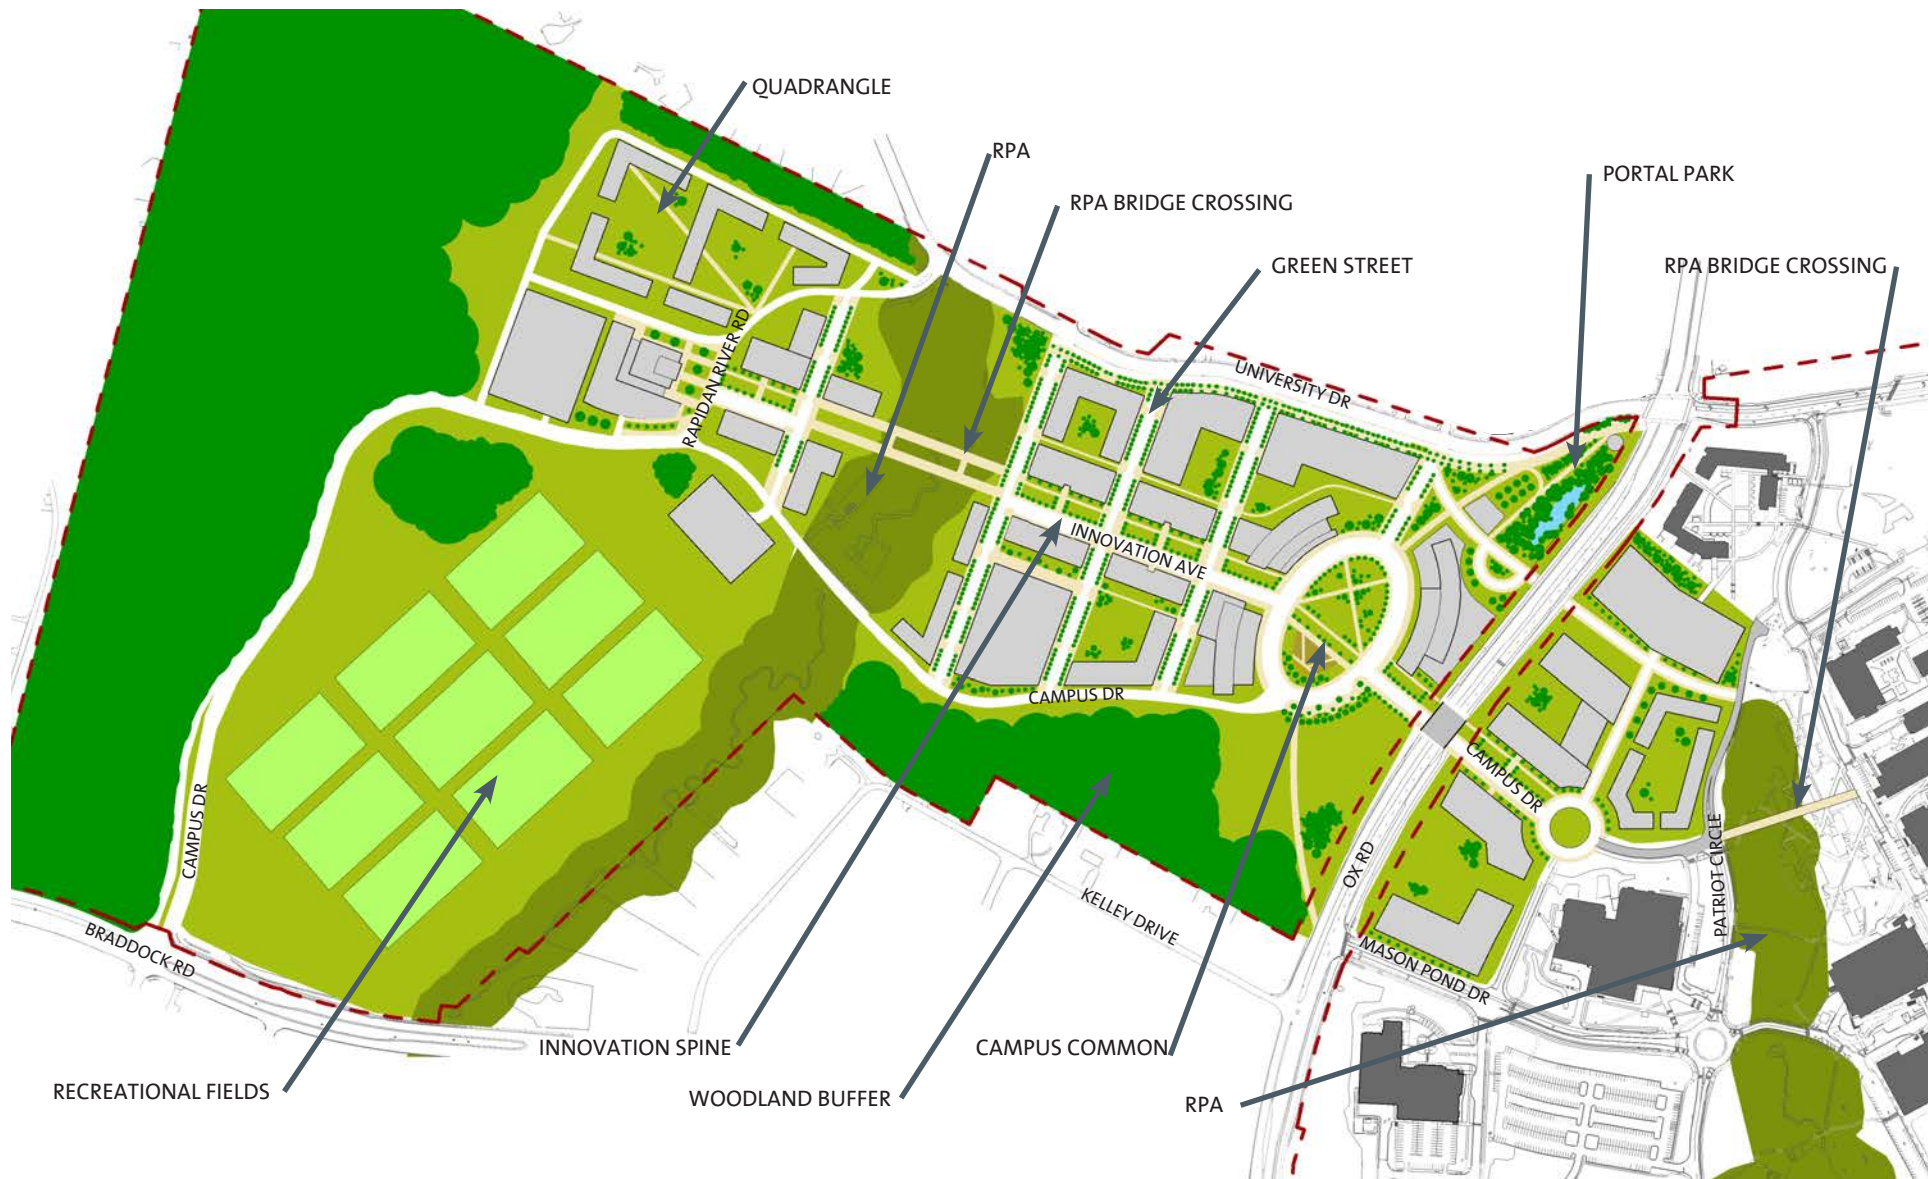 QUADRANGLE
RPA
PORTAL PARK
RPA BRIDGE CROSSING
GREEN STREET
RPA BRIDGE CROSSING
RAPIDAN RIVER RD
UNIVERSITY DR
INNOVATION AVE
CAMPUS DR
CAMPUS DR
CAMPUS DR
OX RD
PATRIOT CIRCLE
KELLEY DRIVE
MASON POND DR
BRADDOCK RD
INNOVATION SPINE
CAMPUS COMMON
RECREATIONAL FIELDS
WOODLAND BUFFER
RPA